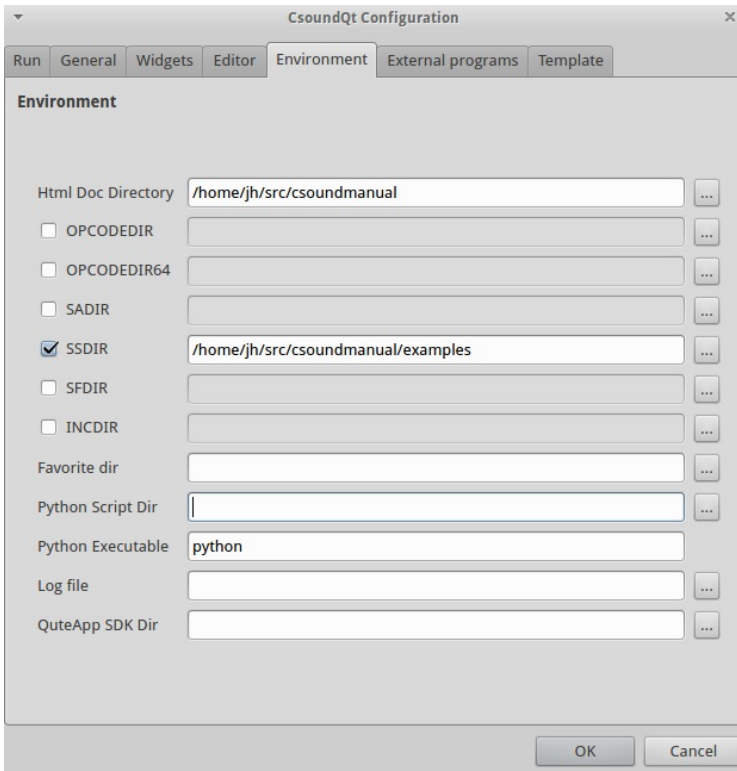 CsoundQt Configuration
Run General Widgets Editor Environment External programs Template
Environment
Html Doc Directory /home/jh/src/csoundmanual ...
OPCODEDIR ...
OPCODEDIR64 ...
SADIR ...
SSDIR /home/jh/src/csoundmanual/examples ...
SFDIR ...
INCDIR ...
Favorite dir ...
Python Script Dir ...
Python Executable python
Log file ...
QuteApp SDK Dir ...
OK Cancel